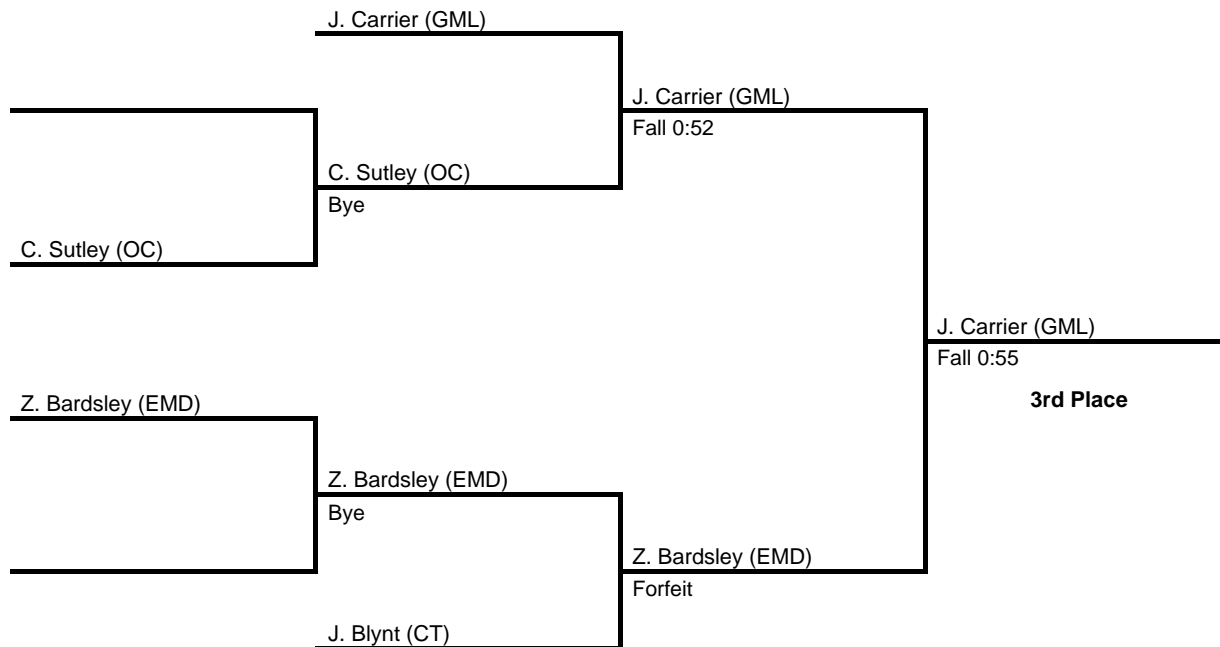 J. Carrier (GML)
J. Carrier (GML)
Fall 0:52
C. Sutley (OC)
Bye
C. Sutley (OC)
J. Carrier (GML)
Fall 0:55
3rd Place
Z. Bardsley (EMD)
Z. Bardsley (EMD)
Bye
Z. Bardsley (EMD)
Forfeit
J. Blynt (CT)